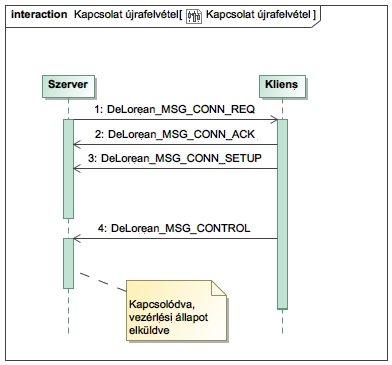 interaction Kapcsolat újrafelvétel[ Kapcsolat újrafelvétel ]
Szerver
Kliens
1: DeLorean_MSG_CONN_REQ
2: DeLorean_MSG_CONN_ACK
3: DeLorean_MSG_CONN_SETUP
4: DeLorean_MSG_CONTROL
Kapcsolódva,
vezérlési állapot
elküldve